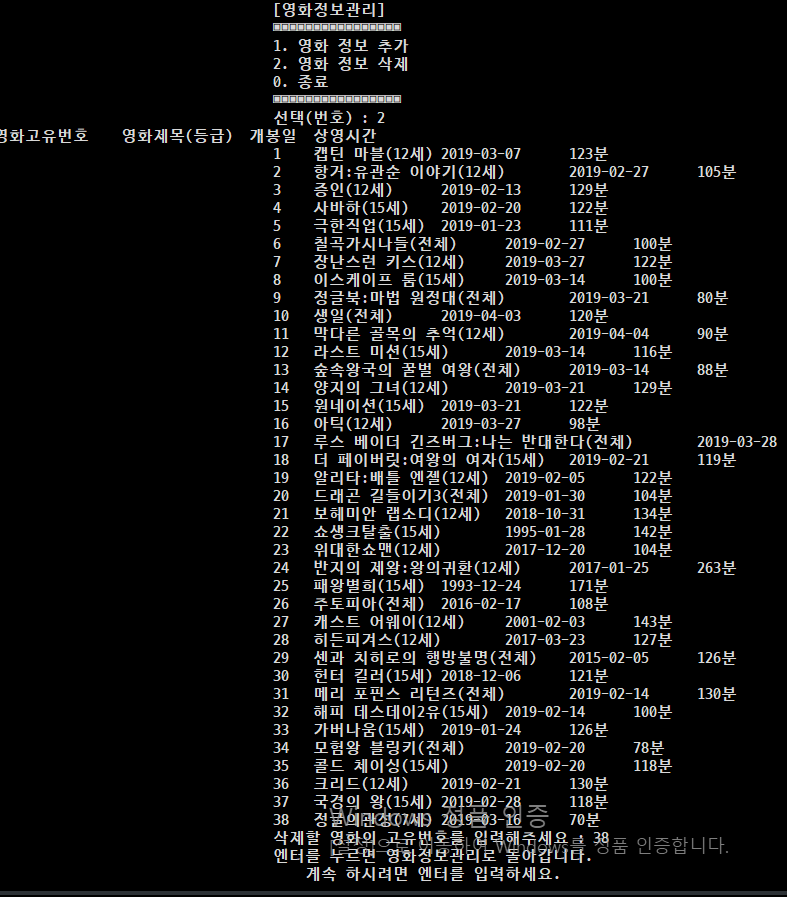 [영화정보관리]
▣▣▣▣▣▣▣▣▣▣▣▣▣▣▣▣
1. 영화 정보 추가
2. 영화 정보 삭제
0. 종료
▣▣▣▣▣▣▣▣▣▣▣▣▣▣▣▣
선택(번호) : 2
영화고유번호 영화제목(등급) 개봉일 상영시간
1 캡틴 마블(12세) 2019-03-07 123분
2 항거:유관순 이야기(12세) 2019-02-27 105분
3 증인(12세) 2019-02-13 129분
4 사바하(15세) 2019-02-20 122분
5 극한직업(15세) 2019-01-23 111분
6 칠곡가시나들(전체) 2019-02-27 100분
7 장난스런 키스(12세) 2019-03-27 122분
8 이스케이프 룸(15세) 2019-03-14 100분
9 정글북:마법 원정대(전체) 2019-03-21 80분
10 생일(전체) 2019-04-03 120분
11 막다른 골목의 추억(12세) 2019-04-04 90분
12 라스트 미션(15세) 2019-03-14 116분
13 숲속왕국의 꿀벌 여왕(전체) 2019-03-14 88분
14 양지의 그녀(12세) 2019-03-21 129분
15 원네이션(15세) 2019-03-21 122분
16 아틱(12세) 2019-03-27 98분
17 루스 베이더 긴즈버그:나는 반대한다(전체) 2019-03-28
18 더 페이버릿:여왕의 여자(15세) 2019-02-21 119분
19 알리타:배틀 엔젤(12세) 2019-02-05 122분
20 드래곤 길들이기3(전체) 2019-01-30 104분
21 보헤미안 랩소디(12세) 2018-10-31 134분
22 쇼생크탈출(15세) 1995-01-28 142분
23 위대한쇼맨(12세) 2017-12-20 104분
24 반지의 제왕:왕의귀환(12세) 2017-01-25 263분
25 패왕별희(15세) 1993-12-24 171분
26 주토피아(전체) 2016-02-17 108분
27 캐스트 어웨이(12세) 2001-02-03 143분
28 히든피겨스(12세) 2017-03-23 127분
29 센과 치히로의 행방불명(전체) 2015-02-05 126분
30 헌터 킬러(15세) 2018-12-06 121분
31 메리 포핀스 리턴즈(전체) 2019-02-14 130분
32 해피 데스데이2유(15세) 2019-02-14 100분
33 가버나움(15세) 2019-01-24 126분
34 모험왕 블링키(전체) 2019-02-20 78분
35 콜드 체이싱(15세) 2019-02-20 118분
36 크리드(12세) 2019-02-21 130분
37 국경의 왕(15세) 2019-02-28 118분
38 2019-03-16 70분
Windows 정품 인증
삭제할 영화의 고유번호를 입력해주세요 : 38
Windows를 정품 인증합니다.
엔터를 누르면 영화정보관리로 돌아갑니다.
계속 하시려면 엔터를 입력하세요.